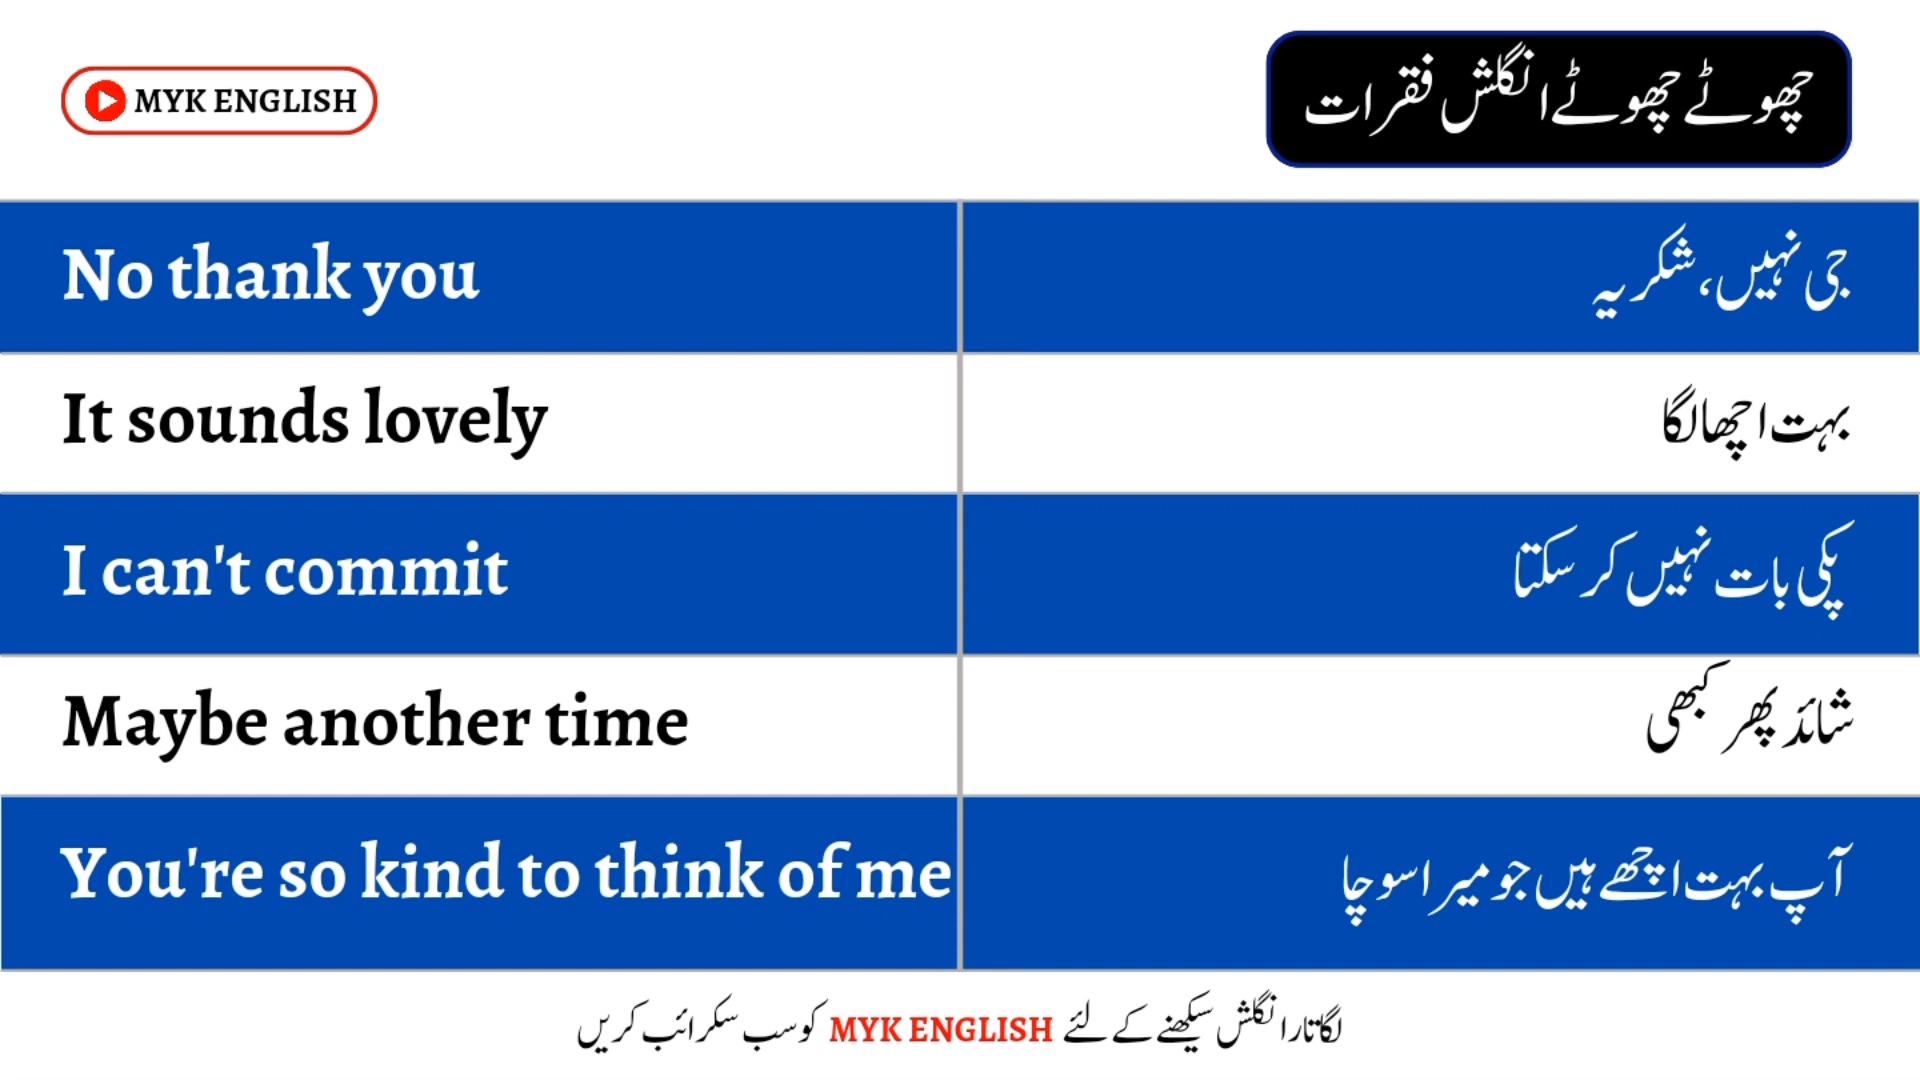 MYK ENGLISH
چھوٹے چھوٹے انگلش فقرات
No thank you
جی نہیں، شکریہ
It sounds lovely
بہت اچھا لگا
I can't commit
پکی بات نہیں کر سکتا
Maybe another time
شائد پھر کبھی
You're so kind to think of me
آپ بہت اچھے ہیں جو میرا سوچا
لگاتار انگلش سیکھنے کے لئے MYK ENGLISH کو سب سکرائب کریں